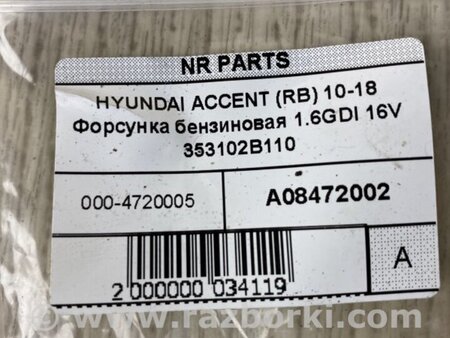 NR PARTS
HYUNDAI ACCENT (RB) 10-18
Форсунка бензиновая 1.6GDI 16V
353102B110
000-4720005
A08472002
A
2 000000 034119
www.razborki.com